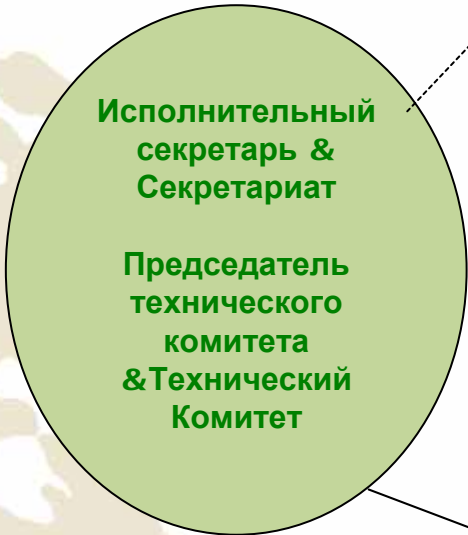 Исполнительный
секретарь &
Секретариат
Председатель
технического
комитета
&Технический
Комитет